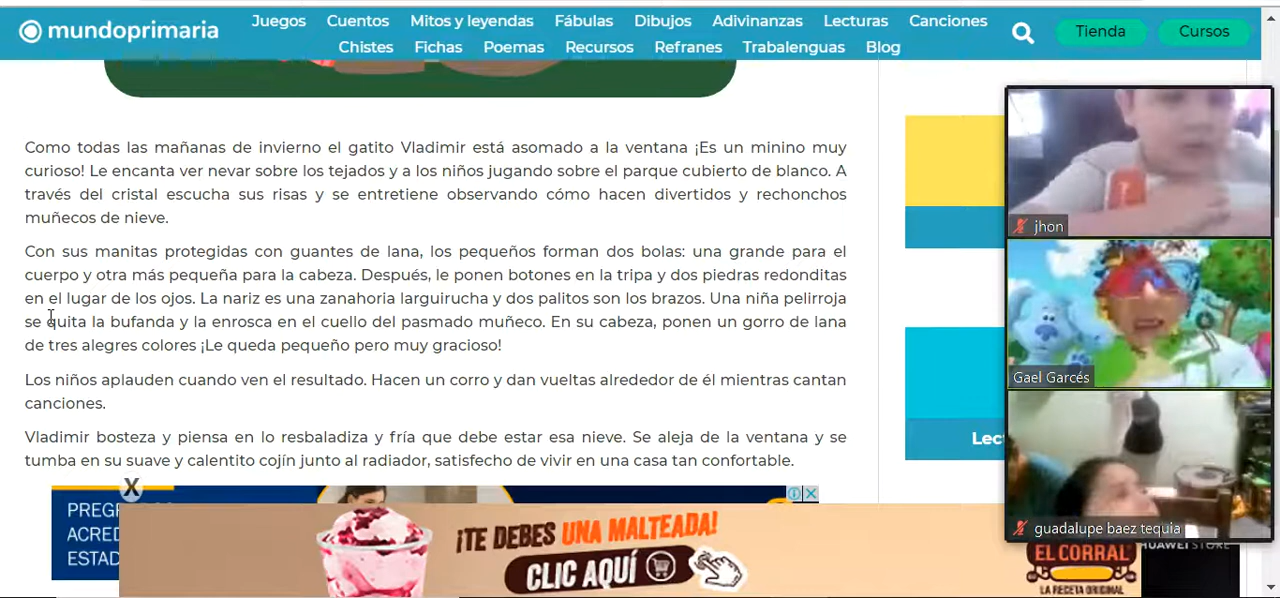 mundoprimaria
Juegos Cuentos Mitos y leyendas Fábulas Dibujos Adivinanzas Lecturas Canciones
Chistes Fichas Poemas Recursos Refranes Trabalenguas Blog
Tienda Cursos
Como todas las mañanas de invierno el gatito Vladimir está asomado a la ventana ¡Es un minino muy
curioso! Le encanta ver nevar sobre los tejados y a los niños jugando sobre el parque cubierto de blanco. A
través del cristal escucha sus risas y se entretiene observando cómo hacen divertidos y rechonchos
muñecos de nieve.
Con sus manitas protegidas con guantes de lana, los pequeños forman dos bolas: una grande para el
cuerpo y otra más pequeña para la cabeza. Después, le ponen botones en la tripa y dos piedras redonditas
en el lugar de los ojos. La nariz es una zanahoria larguirucha y dos palitos son los brazos. Una niña pelirroja
se quita la bufanda y la enrosca en el cuello del pasmado muñeco. En su cabeza, ponen un gorro de lana
de tres alegres colores ¡Le queda pequeño pero muy gracioso!
Los niños aplauden cuando ven el resultado. Hacen un corro y dan vueltas alrededor de él mientras cantan
canciones.
Vladimir bosteza y piensa en lo resbaladiza y fría que debe estar esa nieve. Se aleja de la ventana y se
tumba en su suave y calentito cojín junto al radiador, satisfecho de vivir en una casa tan confortable.
jhon
Gael Garcés
guadalupe baez tequia
Lect
X
PREG
ACRED
ESTAD
¡TE DEBES UNA MALTEADA!
CLIC AQUÍ
EL CORRAL
LA RECETA ORIGINAL
HUAWEI STORE